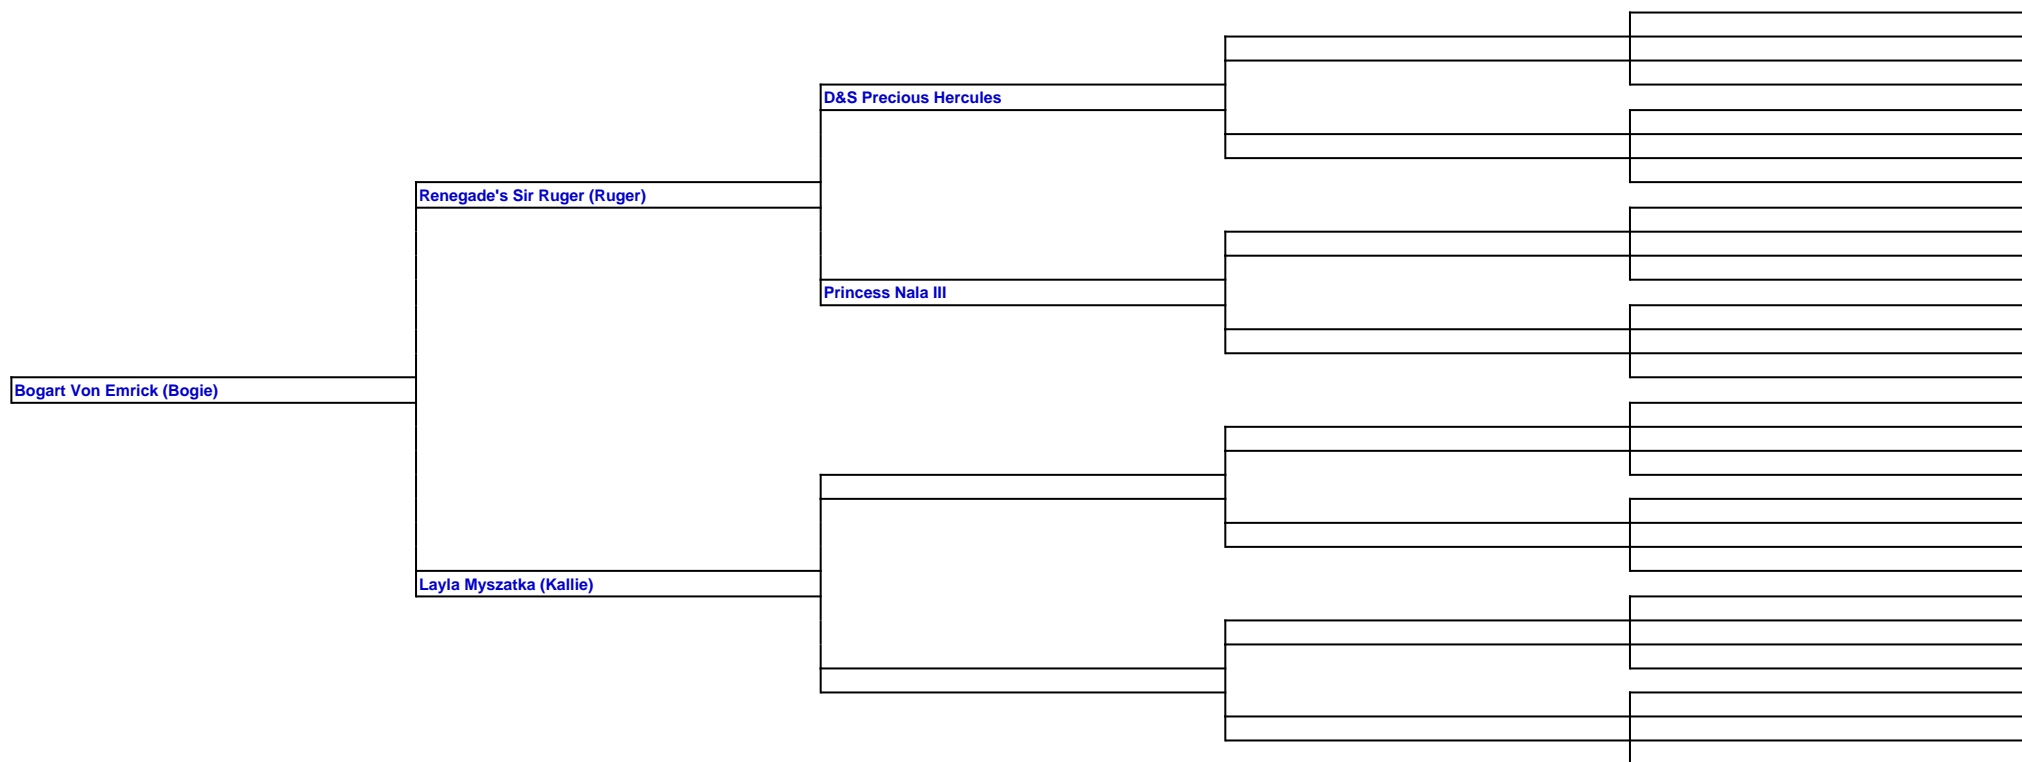 D&S Precious Hercules
Renegade's Sir Ruger (Ruger)
Princess Nala III
Bogart Von Emrick (Bogie)
Layla Myszatka (Kallie)